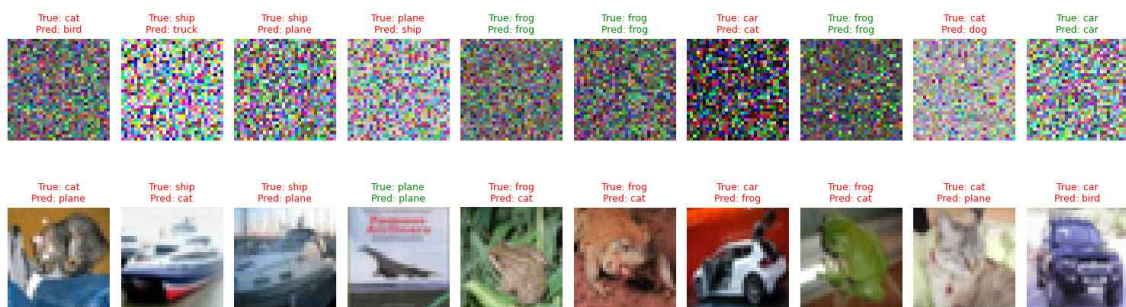 True: cat
Pred: bird
True: ship
Pred: truck
True: ship
Pred: plane
True: plane
Pred: ship
True: frog
Pred: frog
True: frog
Pred: frog
True: car
Pred: cat
True: frog
Pred: frog
True: cat
Pred: dog
True: car
Pred: car
True: cat
Pred: plane
True: ship
Pred: cat
True: ship
Pred: plane
True: plane
Pred: plane
True: frog
Pred: cat
True: frog
Pred: cat
True: car
Pred: frog
True: frog
Pred: cat
True: cat
Pred: plane
True: car
Pred: bird